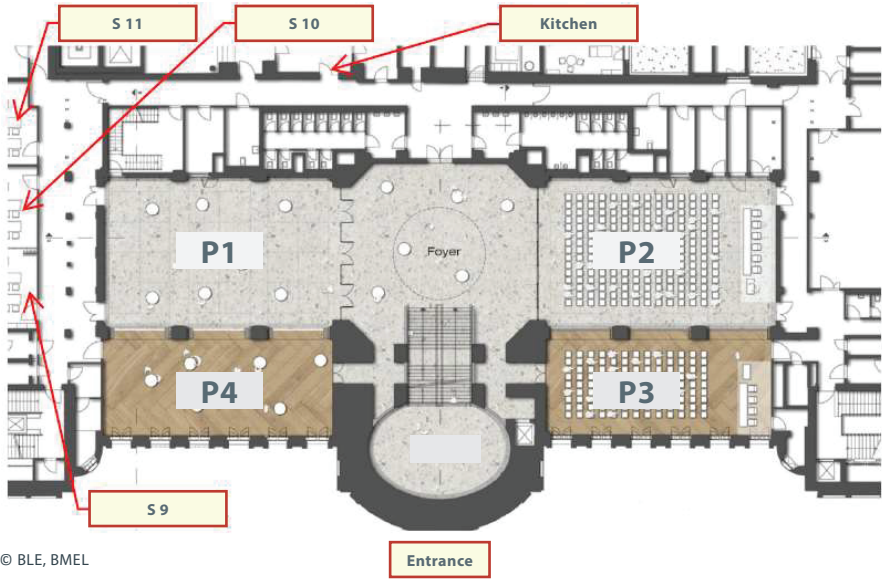 S 11
S 10
Kitchen
P1
Foyer
P2
P4
P3
S 9
© BLE, BMEL
Entrance